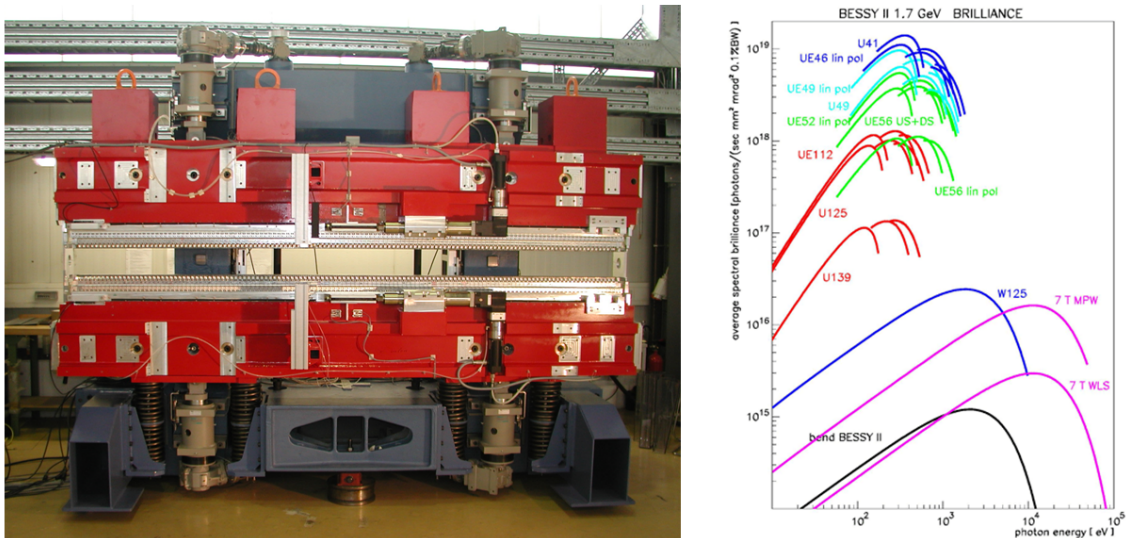 BESSY II 1.7 GeV BRILLIANCE
average spectral brilliance [photons/(sec mm² mrad² 0.1%BW)
10¹⁹
10¹⁸
10¹⁷
10¹⁶
10¹⁵
U41
UE46 lin pol
UE49 lin pol
U49
UE52 lin pol
UE56 US+DS
UE112
UE56 lin pol
U125
U139
W125
7 T MPW
7 T WLS
bend BESSY II
10² 10³ 10⁴ 10⁵
photon energy [ eV]